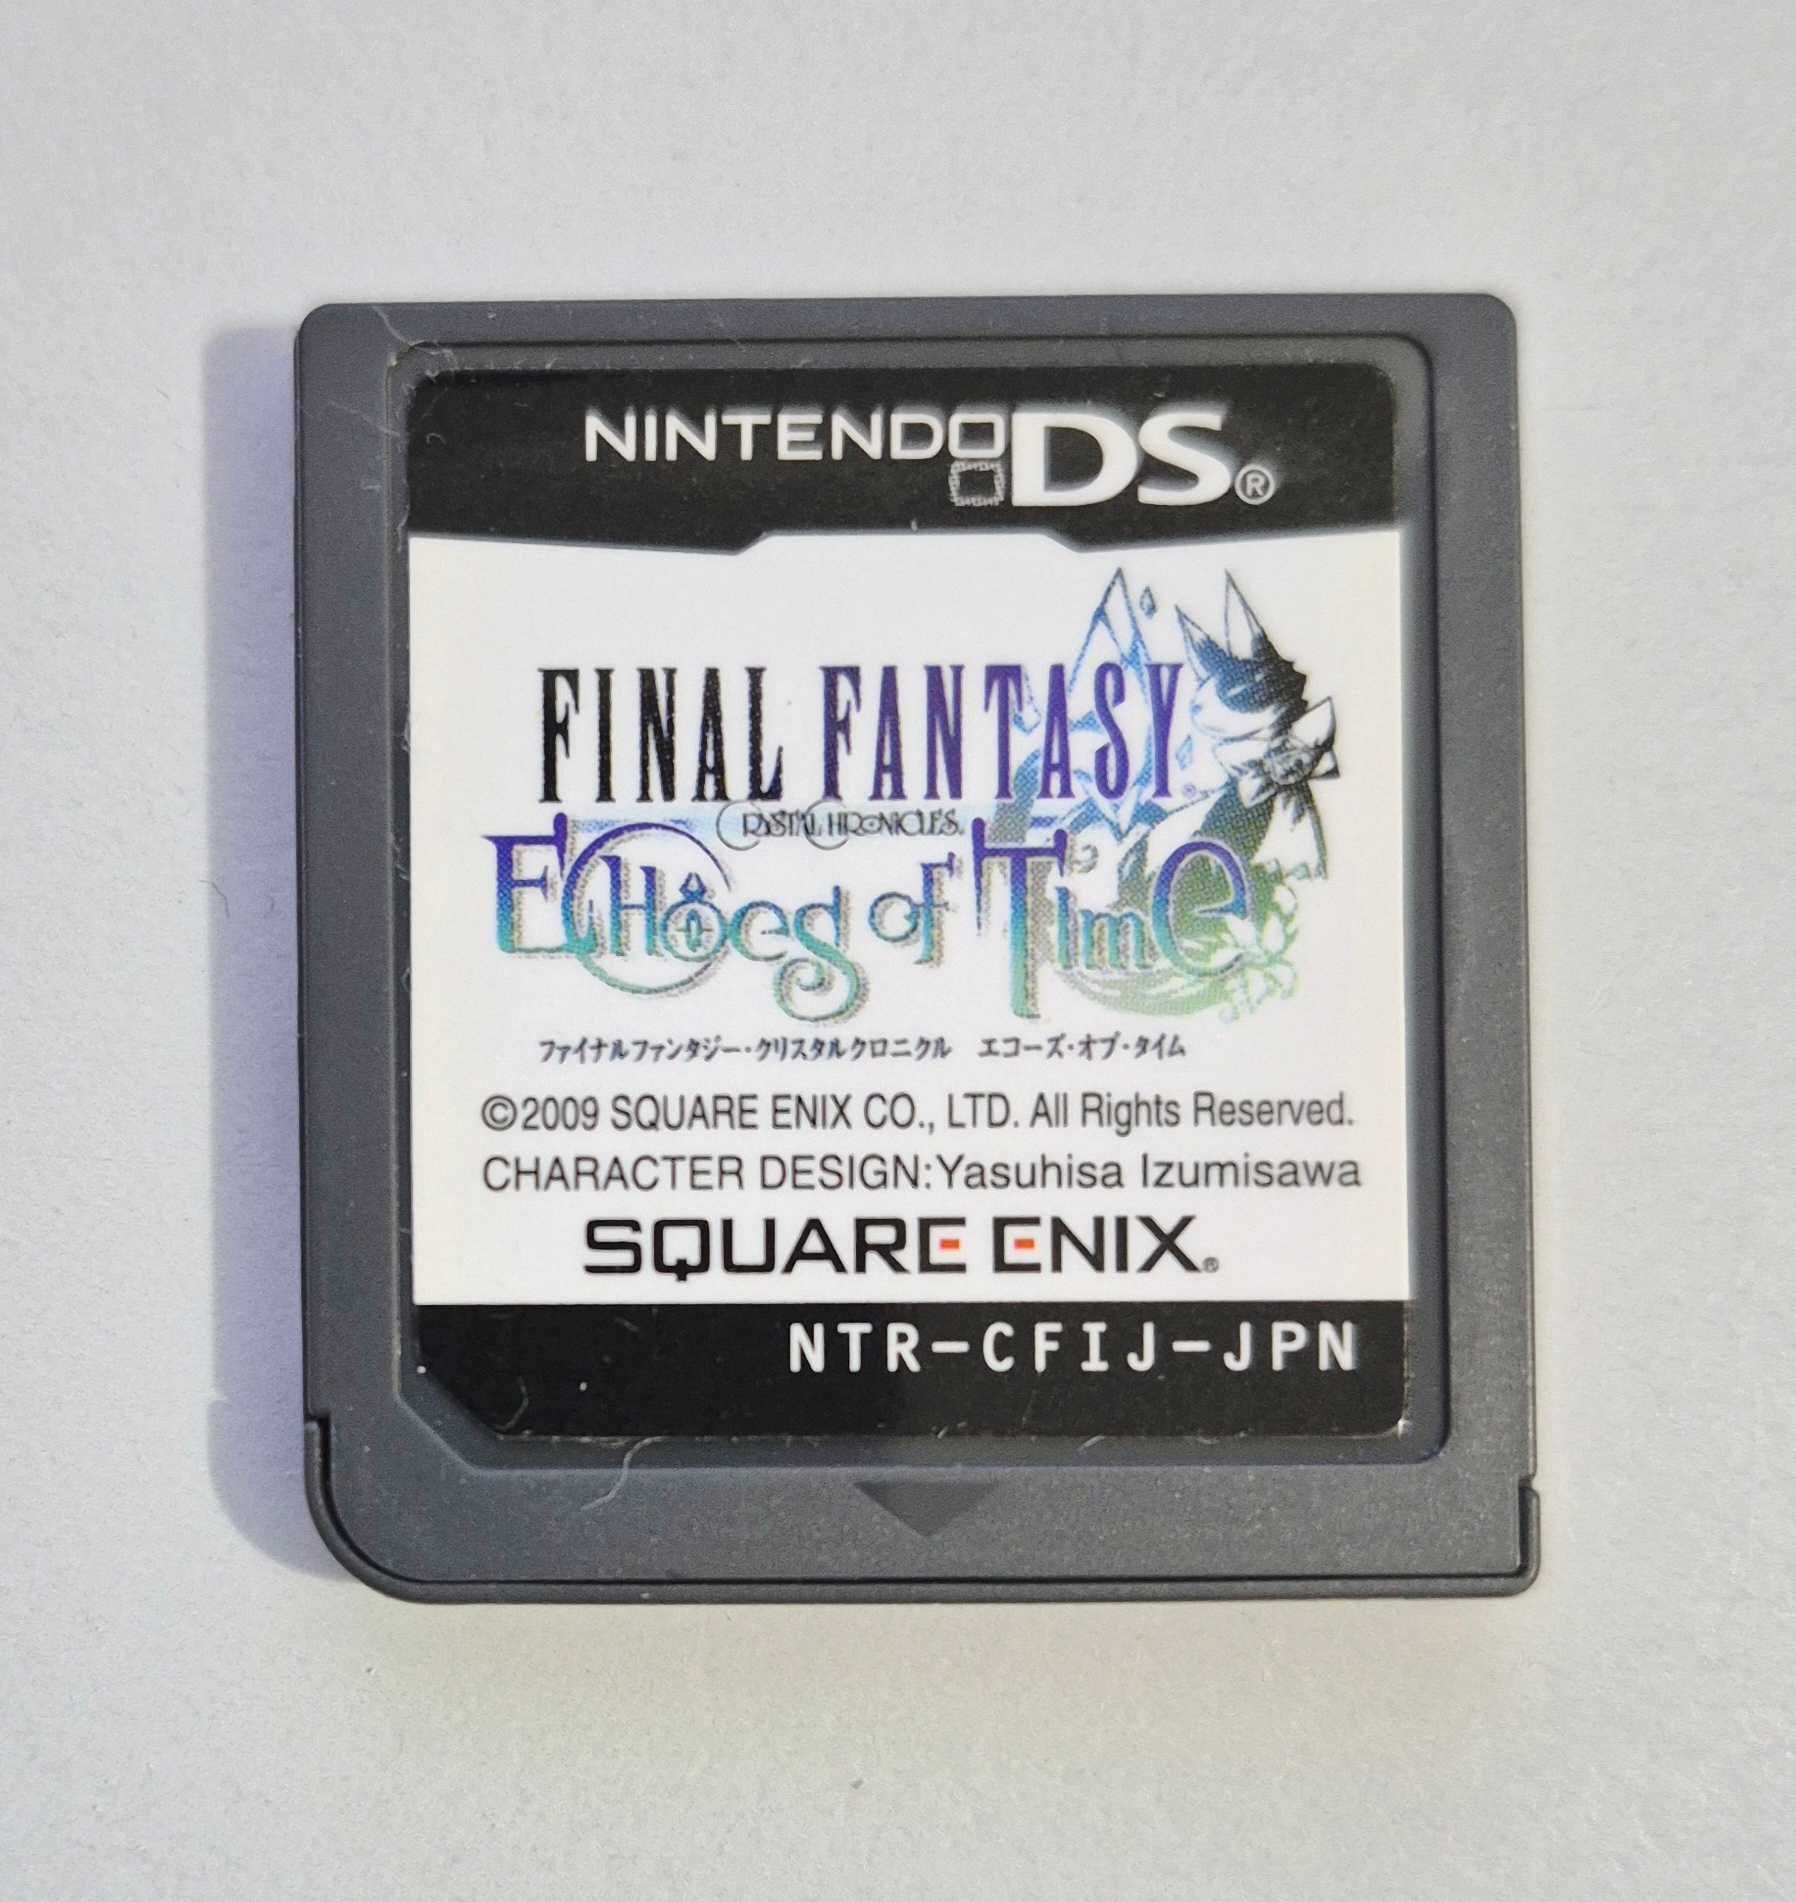 NINTENDO DS®
FINAL FANTASY®
CRYSTAL CHRONICLES®
ECHOES OF TIME
ファイナルファンタジー・クリスタルクロニクル エコーズ・オブ・タイム
©2009 SQUARE ENIX CO., LTD. All Rights Reserved.
CHARACTER DESIGN:Yasuhisa Izumisawa
SQUARE ENIX®
NTR-CFIJ-JPN